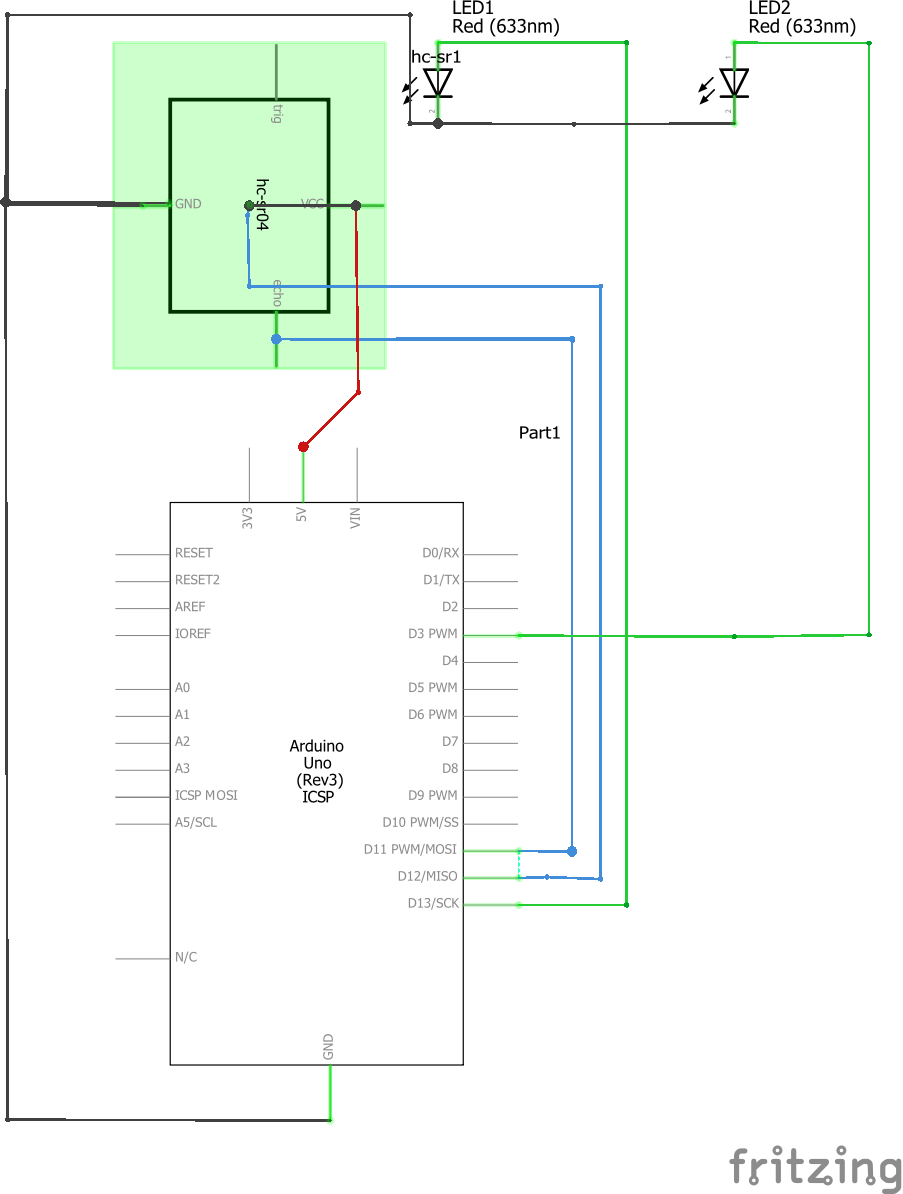 LED1
Red (633nm)
LED2
Red (633nm)
hc-sr1
1
2
2
trig
GND
hc-sr04
VCC
echo
Part1
3V3
5V
VIN
RESET
RESET2
AREF
IOREF
A0
A1
A2
A3
ICSP MOSI
A5/SCL
N/C
D0/RX
D1/TX
D2
D3 PWM
D4
D5 PWM
D6 PWM
D7
D8
D9 PWM
D10 PWM/SS
D11 PWM/MOSI
D12/MISO
D13/SCK
Arduino
Uno
(Rev3)
ICSP
GND
fritzing